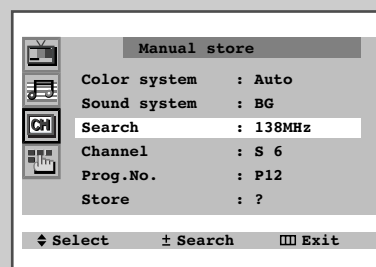 Manual store
Color system : Auto
Sound system : BG
CH
Search : 138MHz
Channel : S 6
Prog.No. : P12
Store : ?
Select ± Search Exit